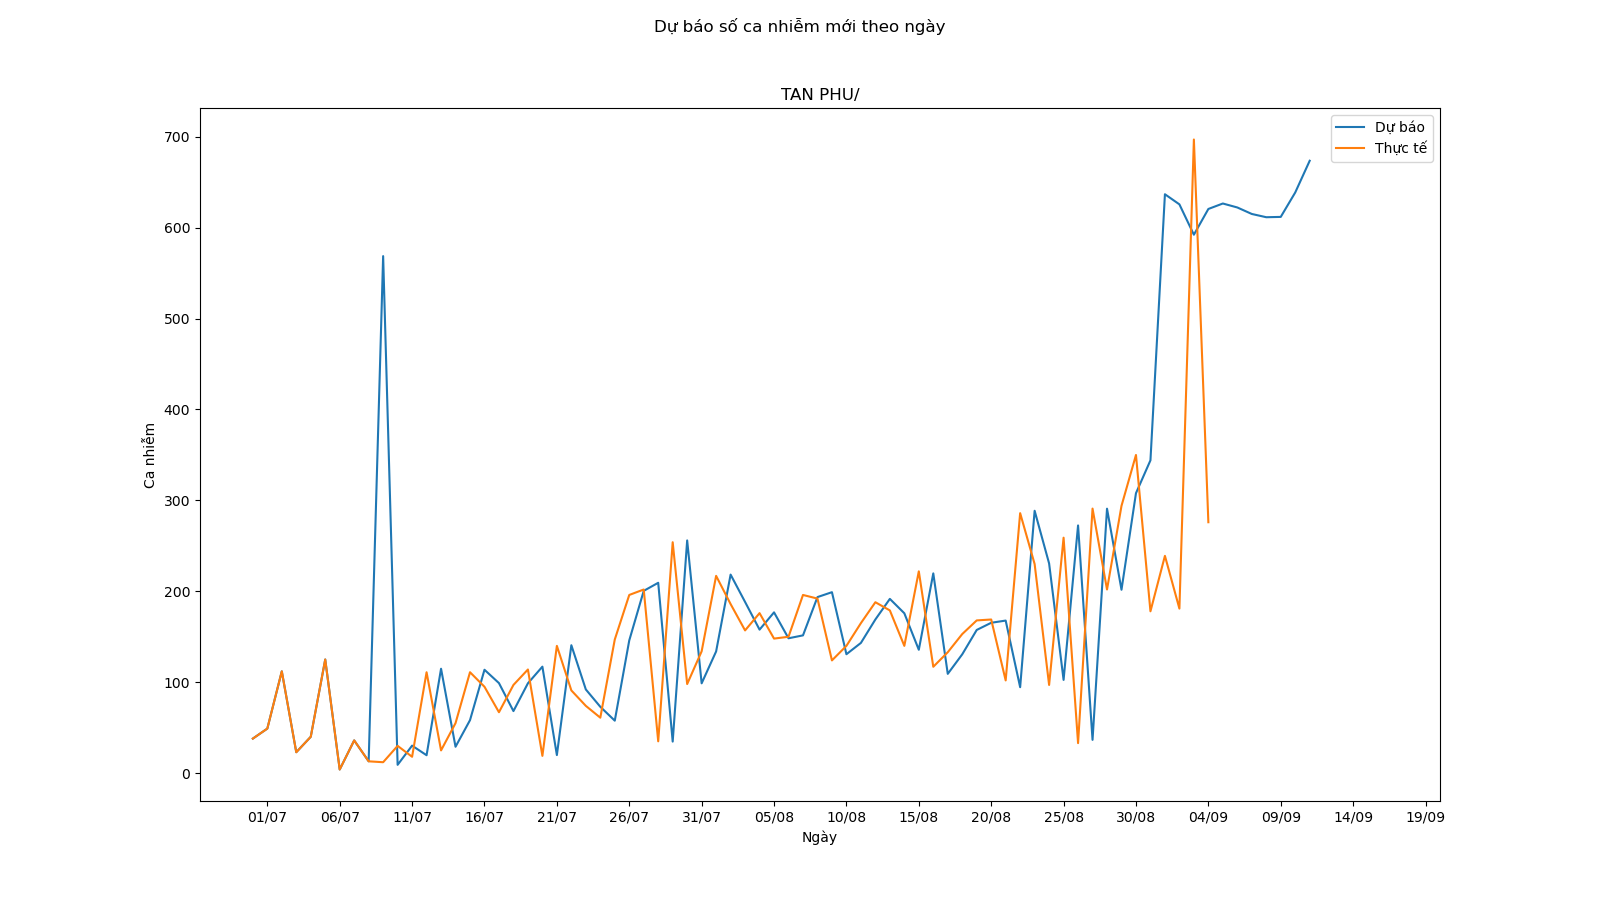 Dự báo số ca nhiễm mới theo ngày
TAN PHU/
Dự báo
Thực tế
700
600
500
400
300
200
100
0
Ca nhiễm
01/07 06/07 11/07 16/07 21/07 26/07 31/07 05/08 10/08 15/08 20/08 25/08 30/08 04/09 09/09 14/09 19/09
Ngày